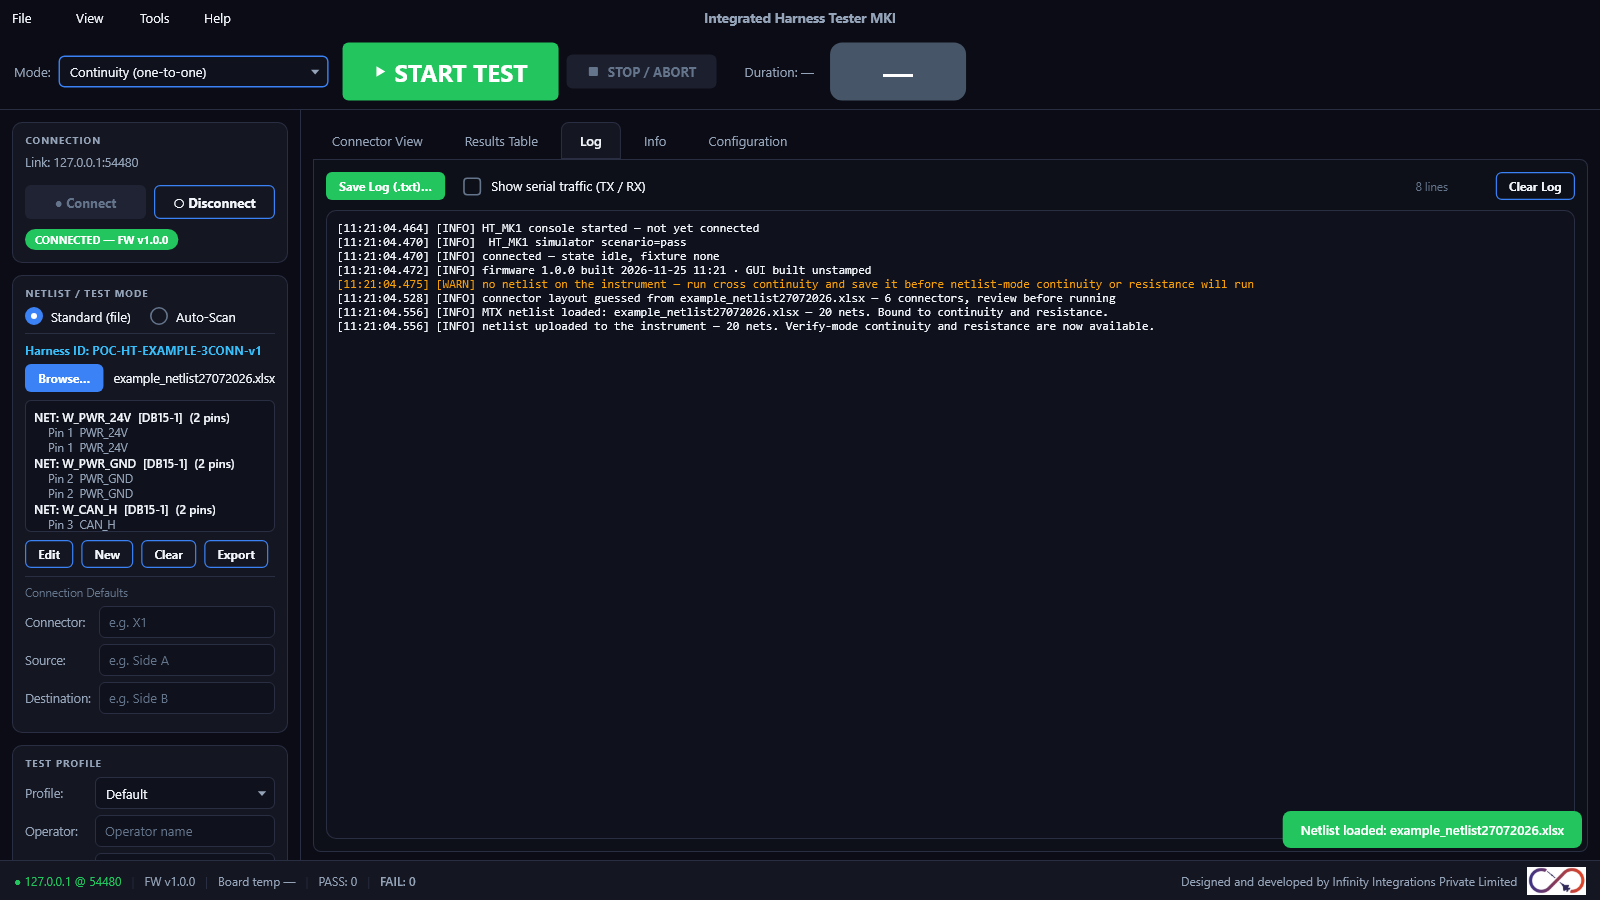 File View Tools Help
Integrated Harness Tester MKI
Mode: Continuity (one-to-one)
START TEST
STOP / ABORT
Duration: —
—
CONNECTION
Link: 127.0.0.1:54480
Connect
Disconnect
CONNECTED — FW v1.0.0
NETLIST / TEST MODE
Standard (file) Auto-Scan
Harness ID: POC-HT-EXAMPLE-3CONN-v1
Browse... example_netlist27072026.xlsx
NET: W_PWR_24V [DB15-1] (2 pins)
Pin 1 PWR_24V
Pin 1 PWR_24V
NET: W_PWR_GND [DB15-1] (2 pins)
Pin 2 PWR_GND
Pin 2 PWR_GND
NET: W_CAN_H [DB15-1] (2 pins)
Pin 3 CAN_H
Edit New Clear Export
Connection Defaults
Connector: e.g. X1
Source: e.g. Side A
Destination: e.g. Side B
TEST PROFILE
Profile: Default
Operator: Operator name
Connector View Results Table Log Info Configuration
Save Log (.txt)... Show serial traffic (TX / RX) 8 lines Clear Log
[11:21:04.464] [INFO] HT_MK1 console started — not yet connected
[11:21:04.470] [INFO] HT_MK1 simulator scenario=pass
[11:21:04.470] [INFO] connected — state idle, fixture none
[11:21:04.472] [INFO] firmware 1.0.0 built 2026-11-25 11:21 · GUI built unstamped
[11:21:04.475] [WARN] no netlist on the instrument — run cross continuity and save it before netlist-mode continuity or resistance will run
[11:21:04.528] [INFO] connector layout guessed from example_netlist27072026.xlsx — 6 connectors, review before running
[11:21:04.556] [INFO] MTX netlist loaded: example_netlist27072026.xlsx — 20 nets. Bound to continuity and resistance.
[11:21:04.556] [INFO] netlist uploaded to the instrument — 20 nets. Verify-mode continuity and resistance are now available.
Netlist loaded: example_netlist27072026.xlsx
127.0.0.1 @ 54480 FW v1.0.0 Board temp — PASS: 0 FAIL: 0
Designed and developed by Infinity Integrations Private Limited